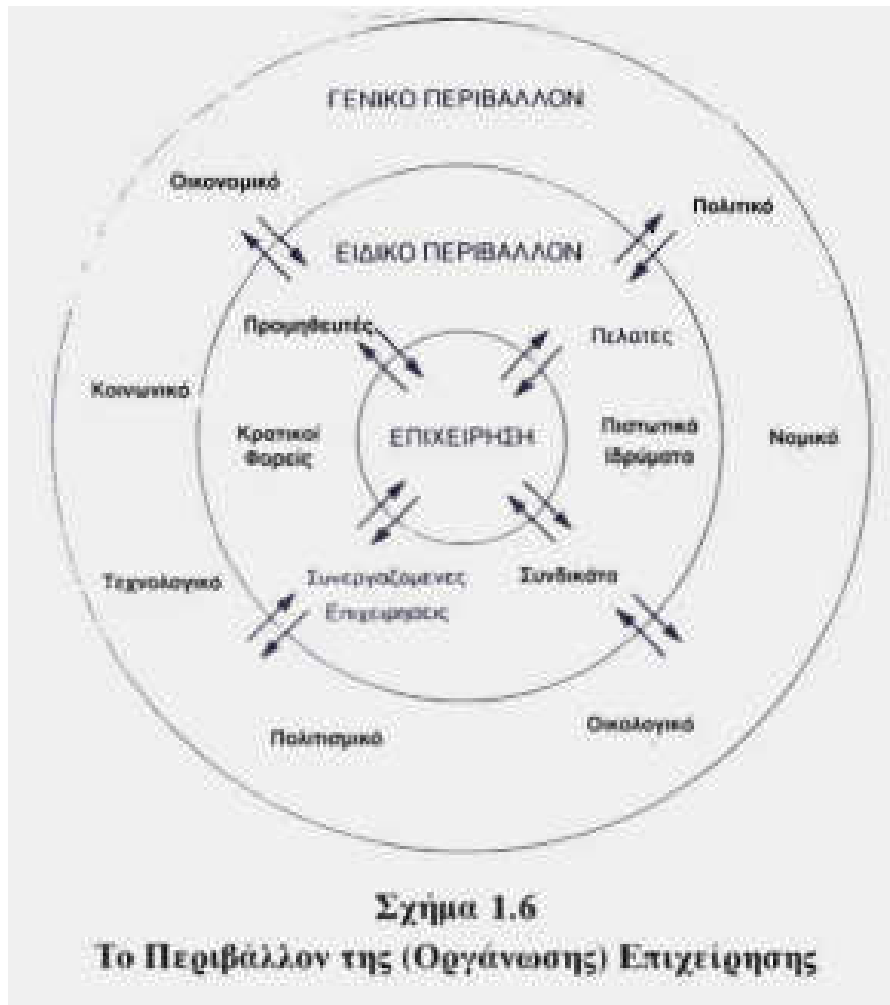 ΓΕΝΙΚΟ ΠΕΡΙΒΑΛΛΟΝ
Οικονομικό
Πολιτικό
ΕΙΔΙΚΟ ΠΕΡΙΒΑΛΛΟΝ
Προμηθευτές
Πελάτες
Κοινωνικό
Κρατικοί
Φορείς
ΕΠΙΧΕΙΡΗΣΗ
Πιστωτικά
Ιδρύματα
Νομικό
Τεχνολογικό
Συνεργαζόμενες
Επιχειρήσεις
Συνδικάτα
Πολιτισμικό
Οικολογικό
Σχήμα 1.6
Το Περιβάλλον της (Οργάνωσης) Επιχείρησης